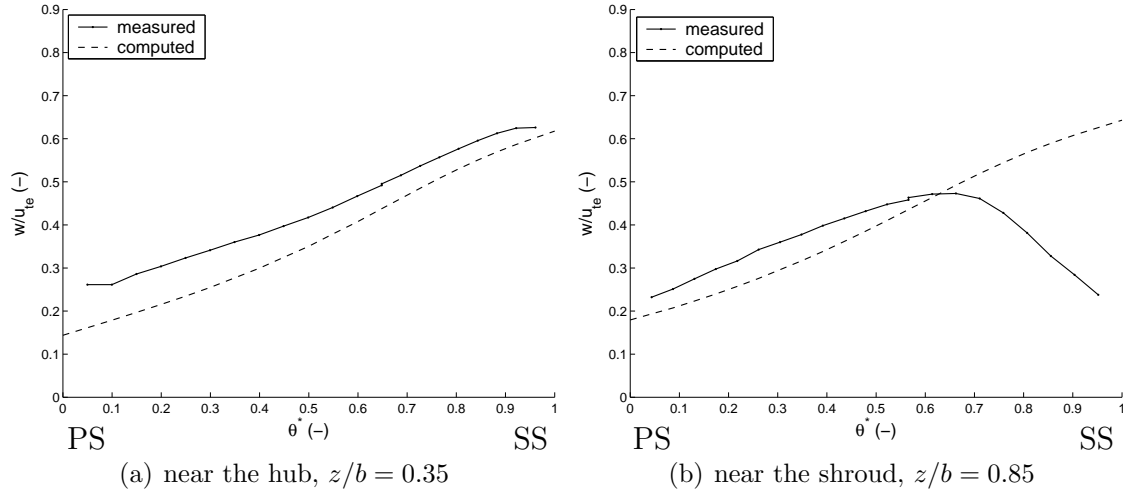 0.9
0.8
0.7
0.6
0.5
0.4
0.3
0.2
0.1
0
w/u_te (−)
measured
computed
0 0.1 0.2 0.3 0.4 0.5 0.6 0.7 0.8 0.9 1
θ* (−)
PS SS
(a) near the hub, z/b = 0.35
0.9
0.8
0.7
0.6
0.5
0.4
0.3
0.2
0.1
0
w/u_te (−)
measured
computed
0 0.1 0.2 0.3 0.4 0.5 0.6 0.7 0.8 0.9 1
θ* (−)
PS SS
(b) near the shroud, z/b = 0.85